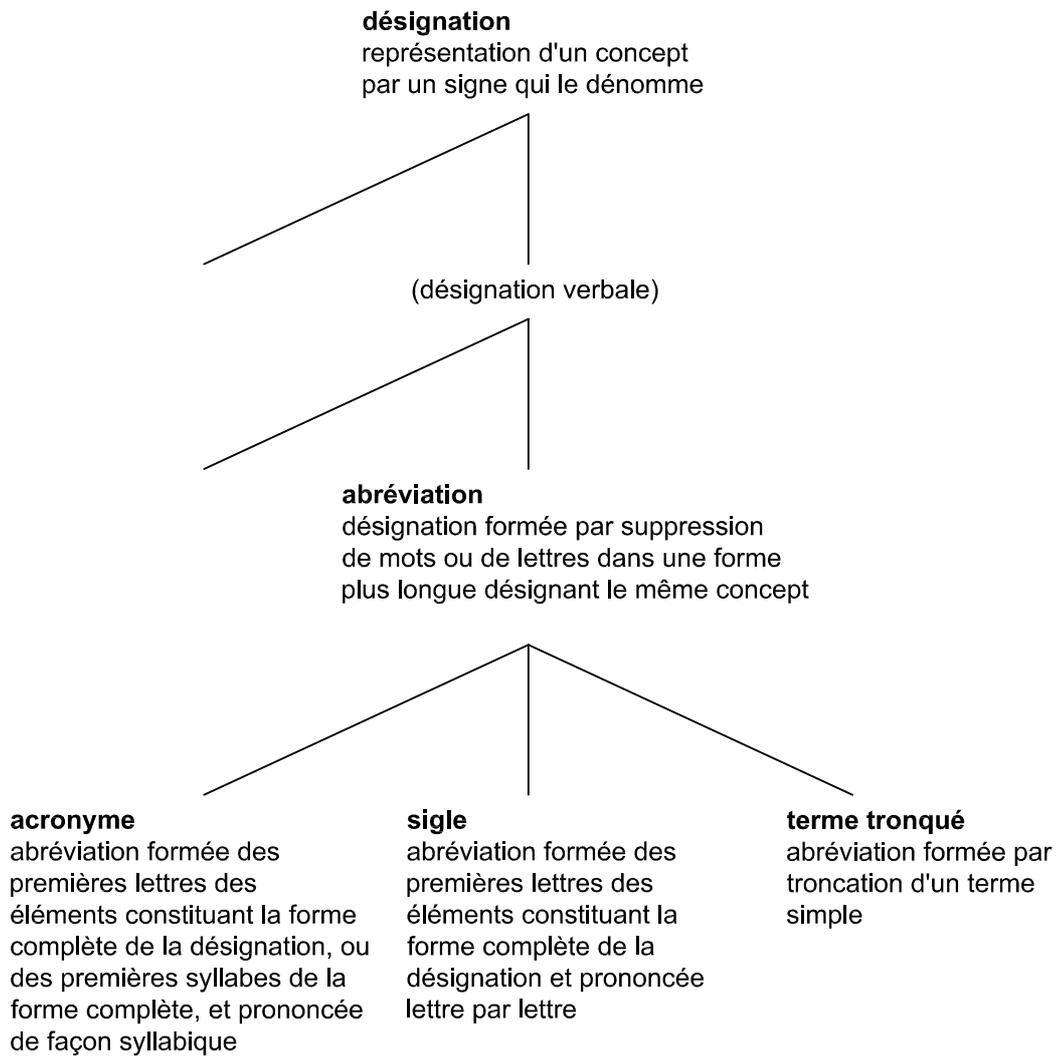 désignation
représentation d'un concept
par un signe qui le dénomme
(désignation verbale)
abréviation
désignation formée par suppression
de mots ou de lettres dans une forme
plus longue désignant le même concept
acronyme
abréviation formée des
premières lettres des
éléments constituant la forme
complète de la désignation, ou
des premières syllabes de la
forme complète, et prononcée
de façon syllabique
sigle
abréviation formée des
premières lettres des
éléments constituant la
forme complète de la
désignation et prononcée
lettre par lettre
terme tronqué
abréviation formée par
troncation d'un terme
simple